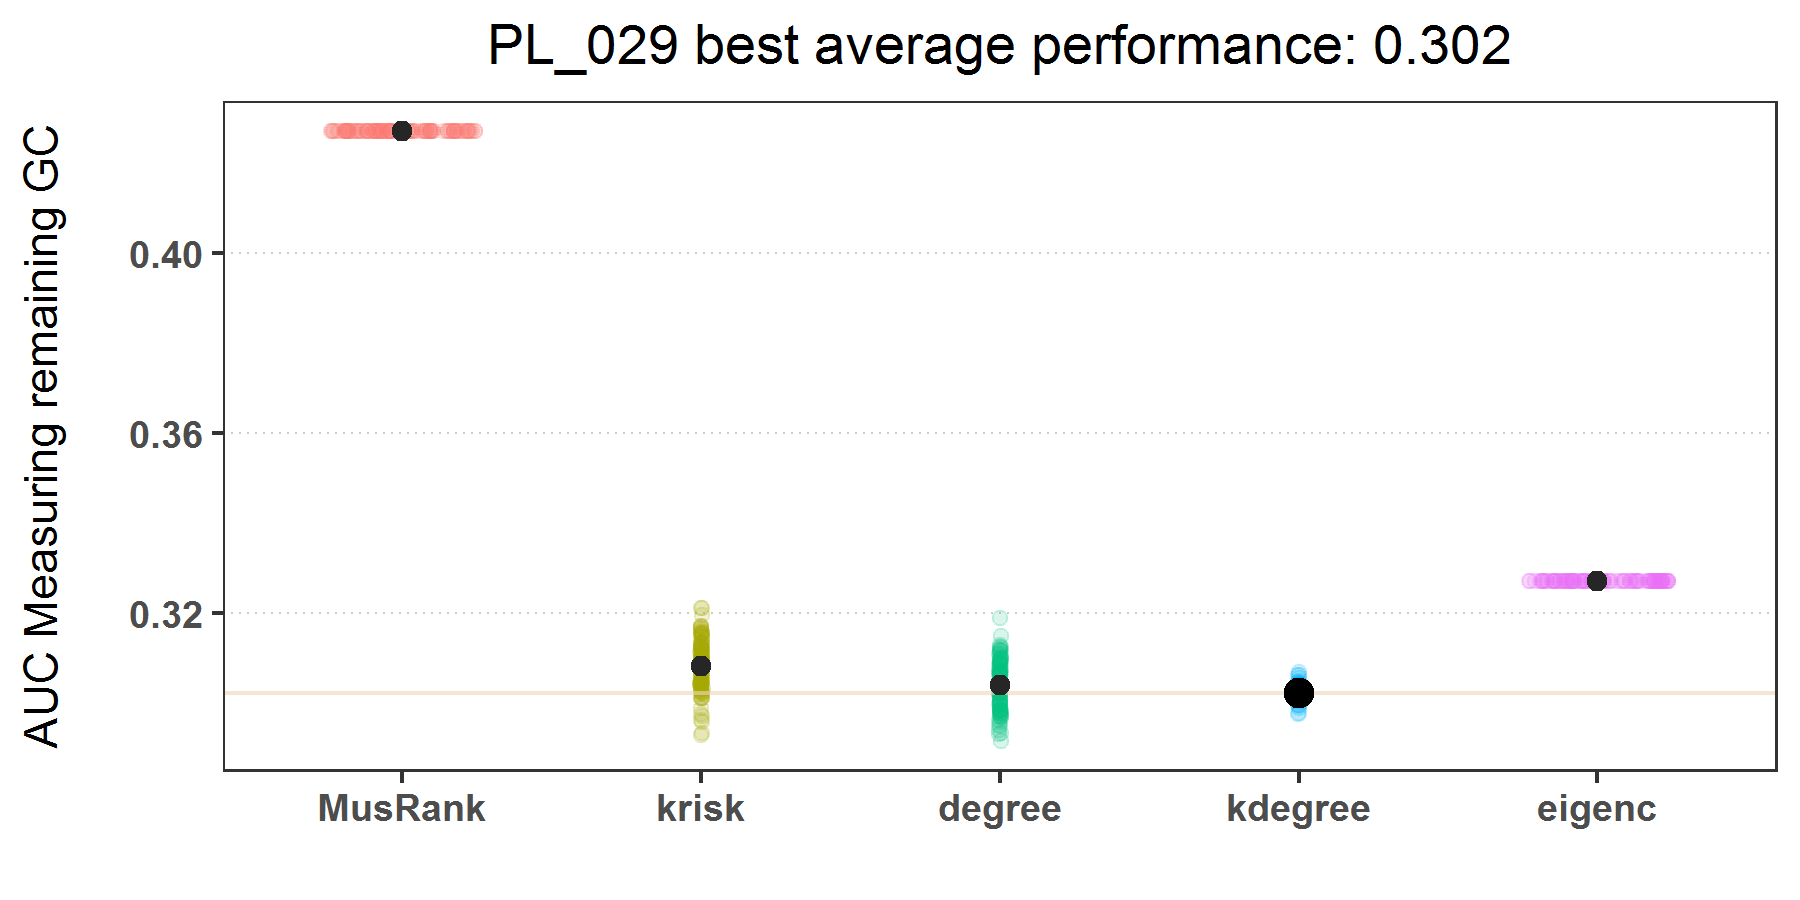 PL_029 best average performance: 0.302
AUC Measuring remaining GC
0.40
0.36
0.32
MusRank krisk degree kdegree eigenc